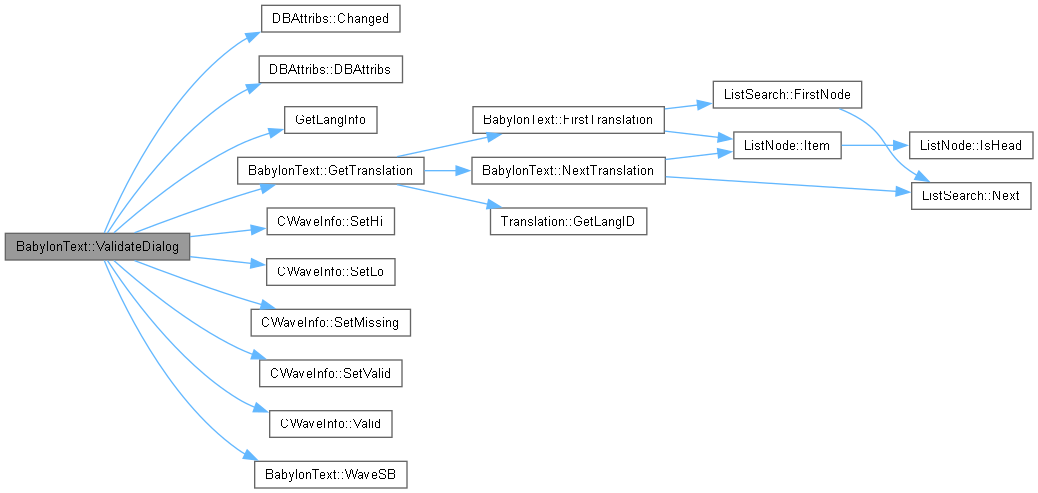 DBAttribs::Changed
DBAttribs::DBAttribs
GetLangInfo
BabylonText::GetTranslation
BabylonText::FirstTranslation
BabylonText::NextTranslation
Translation::GetLangID
ListSearch::FirstNode
ListNode::Item
ListNode::IsHead
ListSearch::Next
CWaveInfo::SetHi
BabylonText::ValidateDialog
CWaveInfo::SetLo
CWaveInfo::SetMissing
CWaveInfo::SetValid
CWaveInfo::Valid
BabylonText::WaveSB